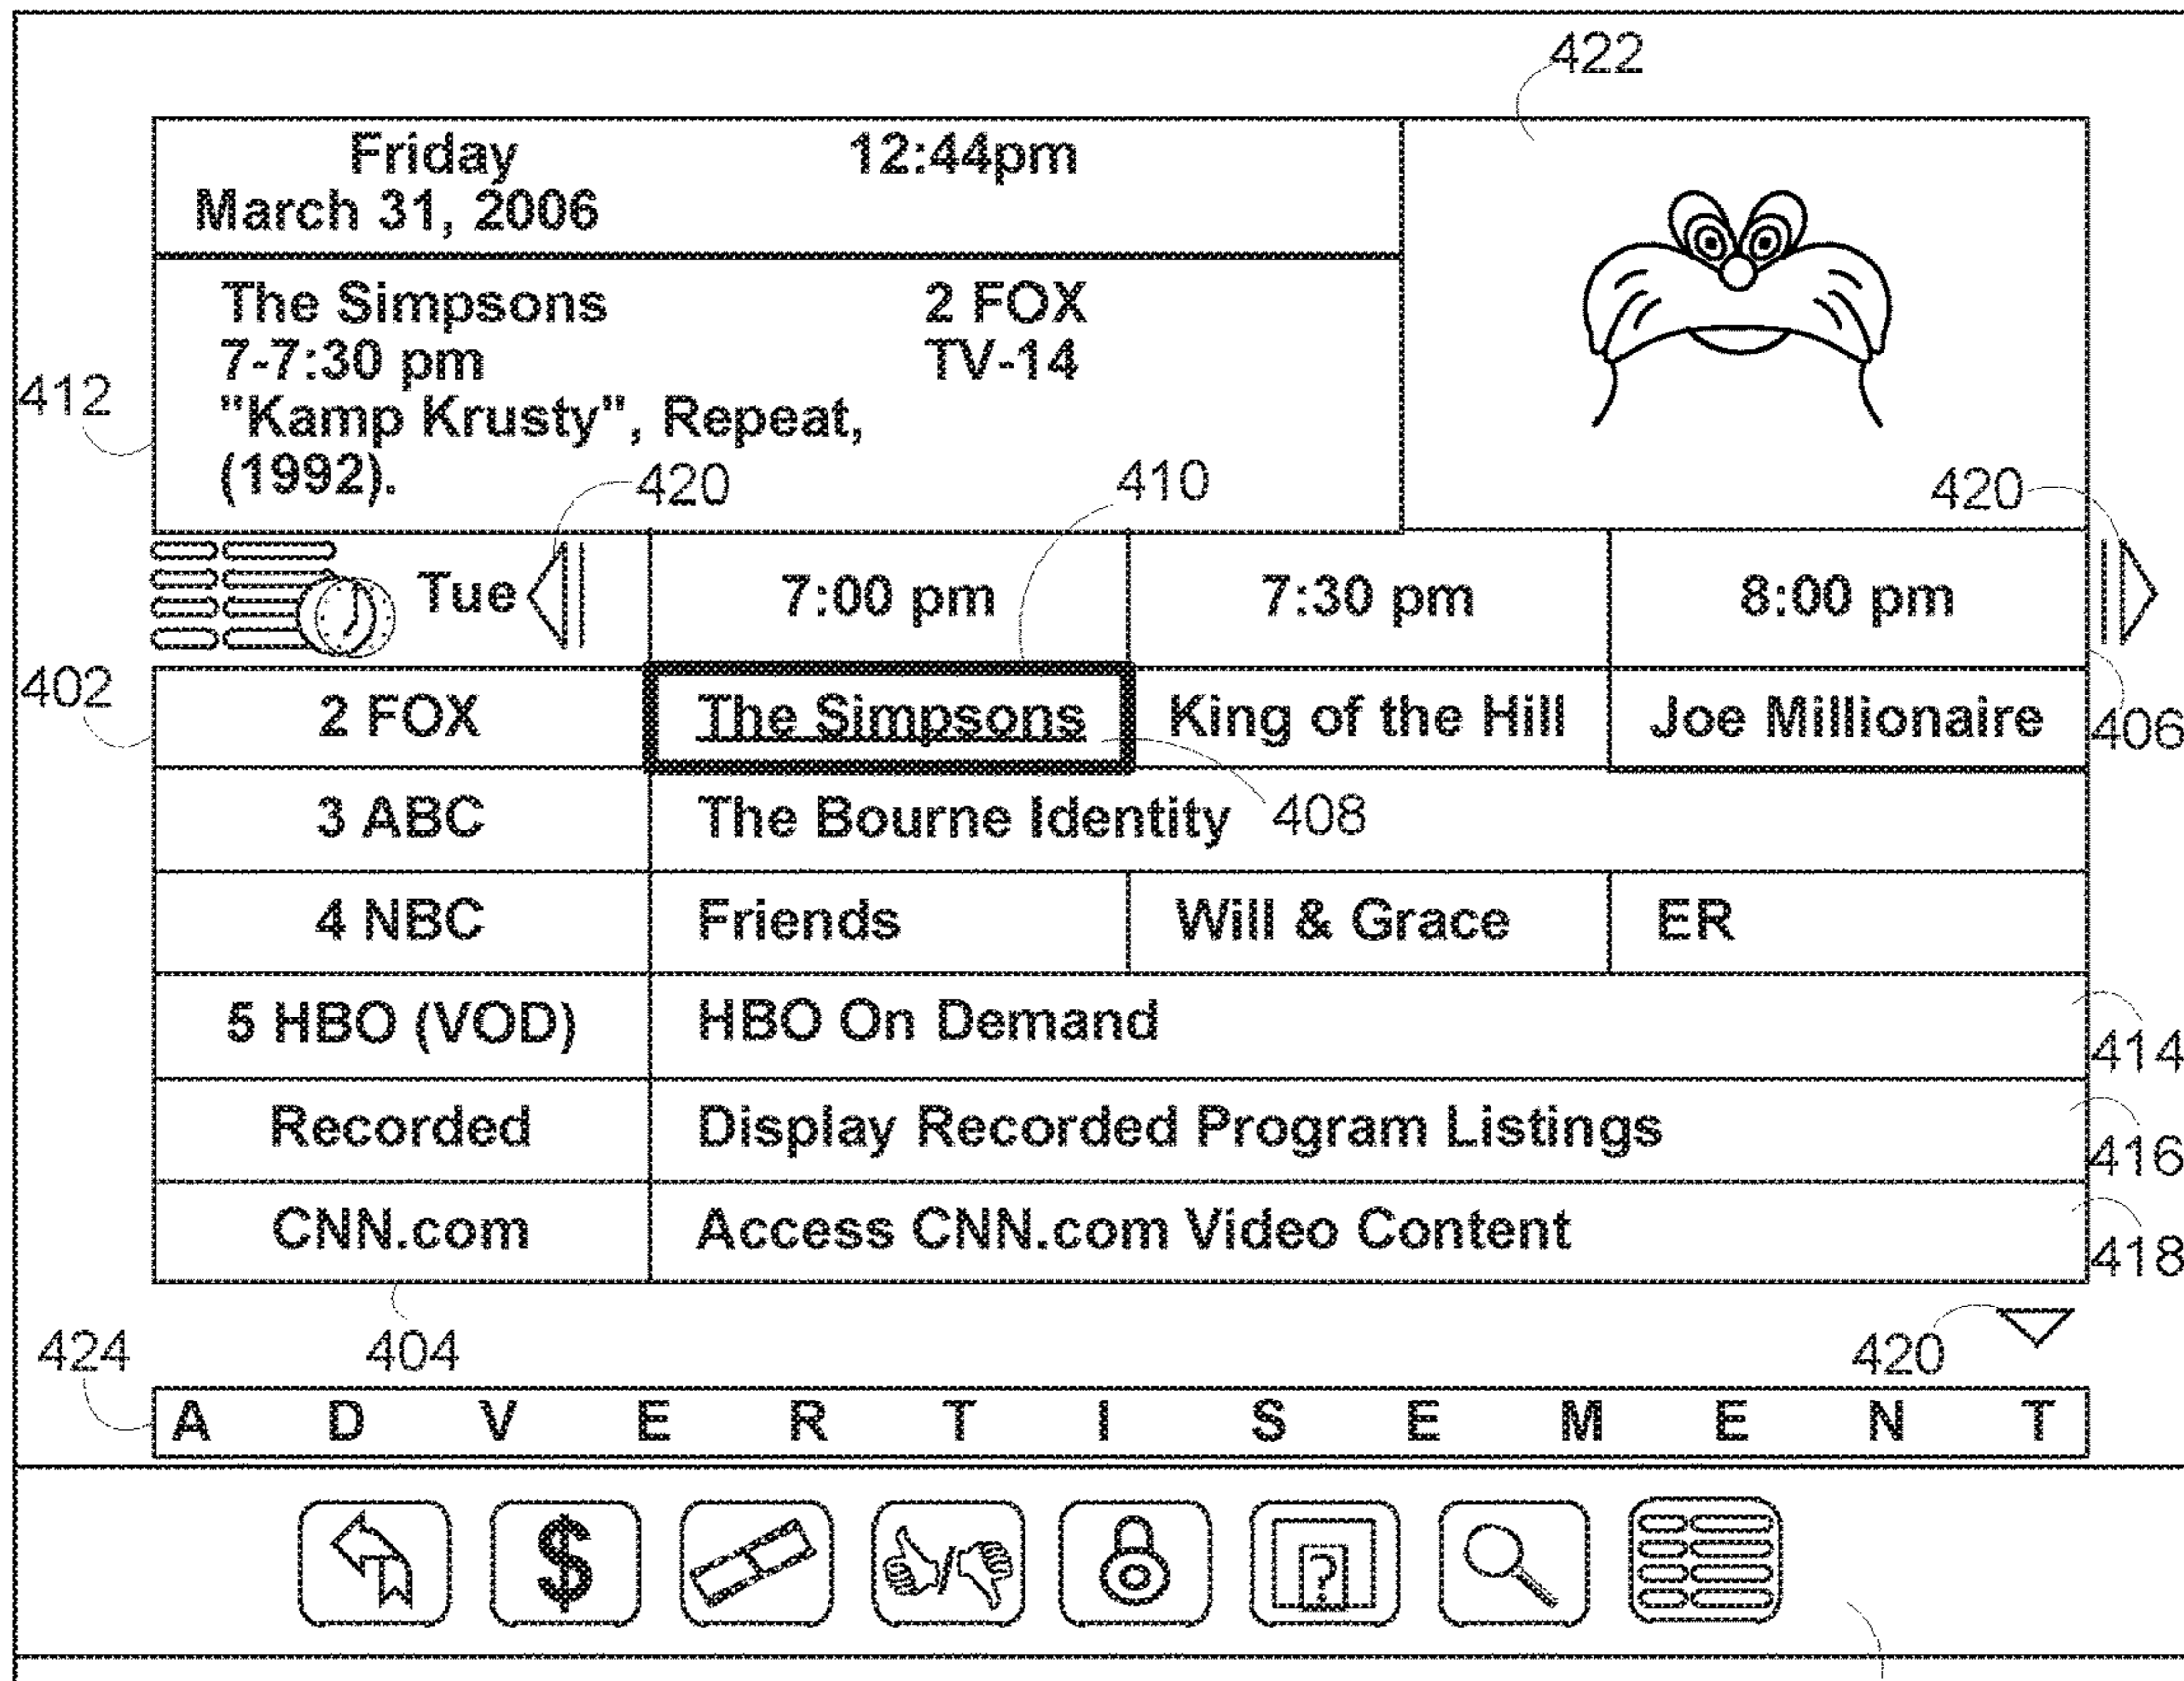 422
Friday 12:44pm
March 31, 2006
The Simpsons 2 FOX
7-7:30 pm TV-14
412
"Kamp Krusty", Repeat,
(1992).
420 410 420
Tue 7:00 pm 7:30 pm 8:00 pm
402
2 FOX The Simpsons King of the Hill Joe Millionaire
406
3 ABC The Bourne Identity 408
4 NBC Friends Will & Grace ER
5 HBO (VOD) HBO On Demand
414
Recorded Display Recorded Program Listings
416
CNN.com Access CNN.com Video Content
418
424 404 420
A D V E R T I S E M E N T
$ ?